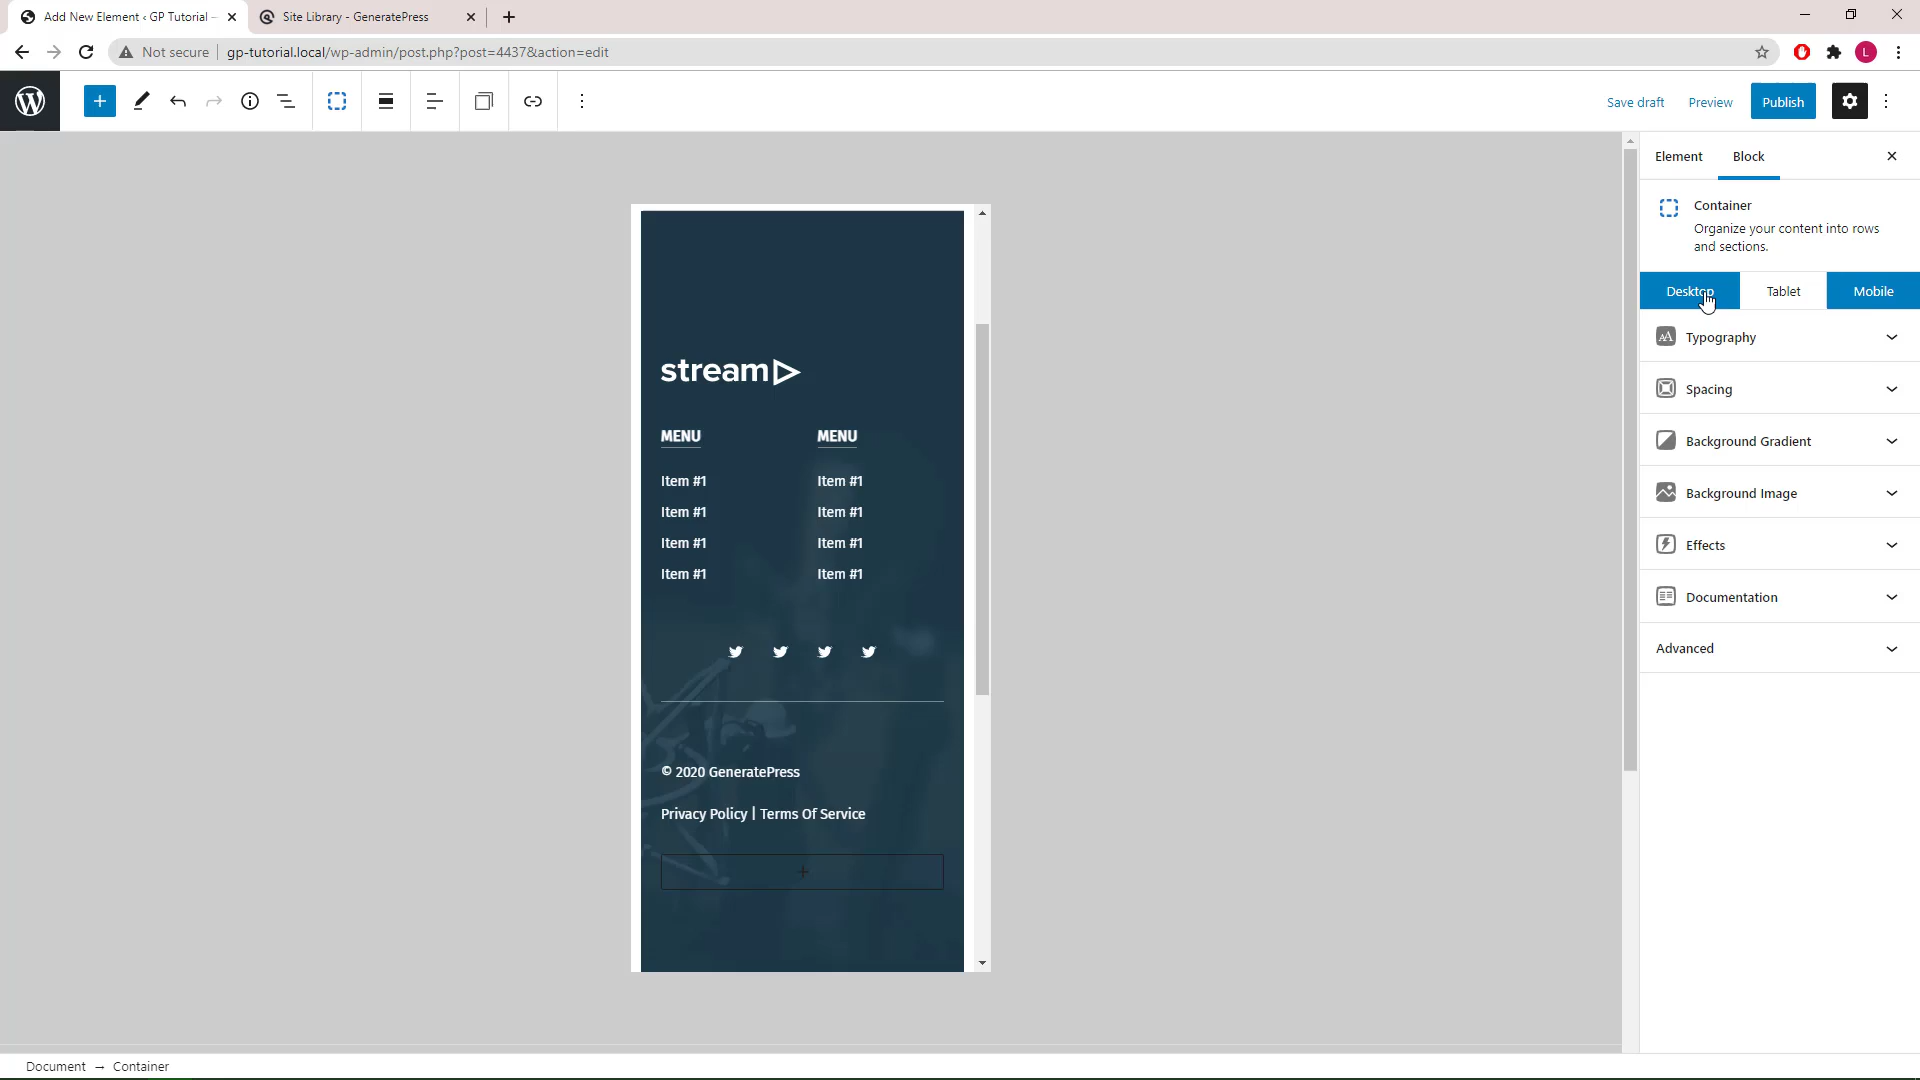 Add New Element ‹ GP Tutorial –
Site Library - GeneratePress
Not secure
gp-tutorial.local/wp-admin/post.php?post=4437&action=edit
L
Save draft
Preview
Publish
Element
Block
Container
Organize your content into rows
and sections.
Desktop
Tablet
Mobile
Typography
Spacing
Background Gradient
Background Image
Effects
Documentation
Advanced
stream
MENU
MENU
Item #1
Item #1
Item #1
Item #1
Item #1
Item #1
Item #1
Item #1
© 2020 GeneratePress
Privacy Policy | Terms Of Service
Document → Container